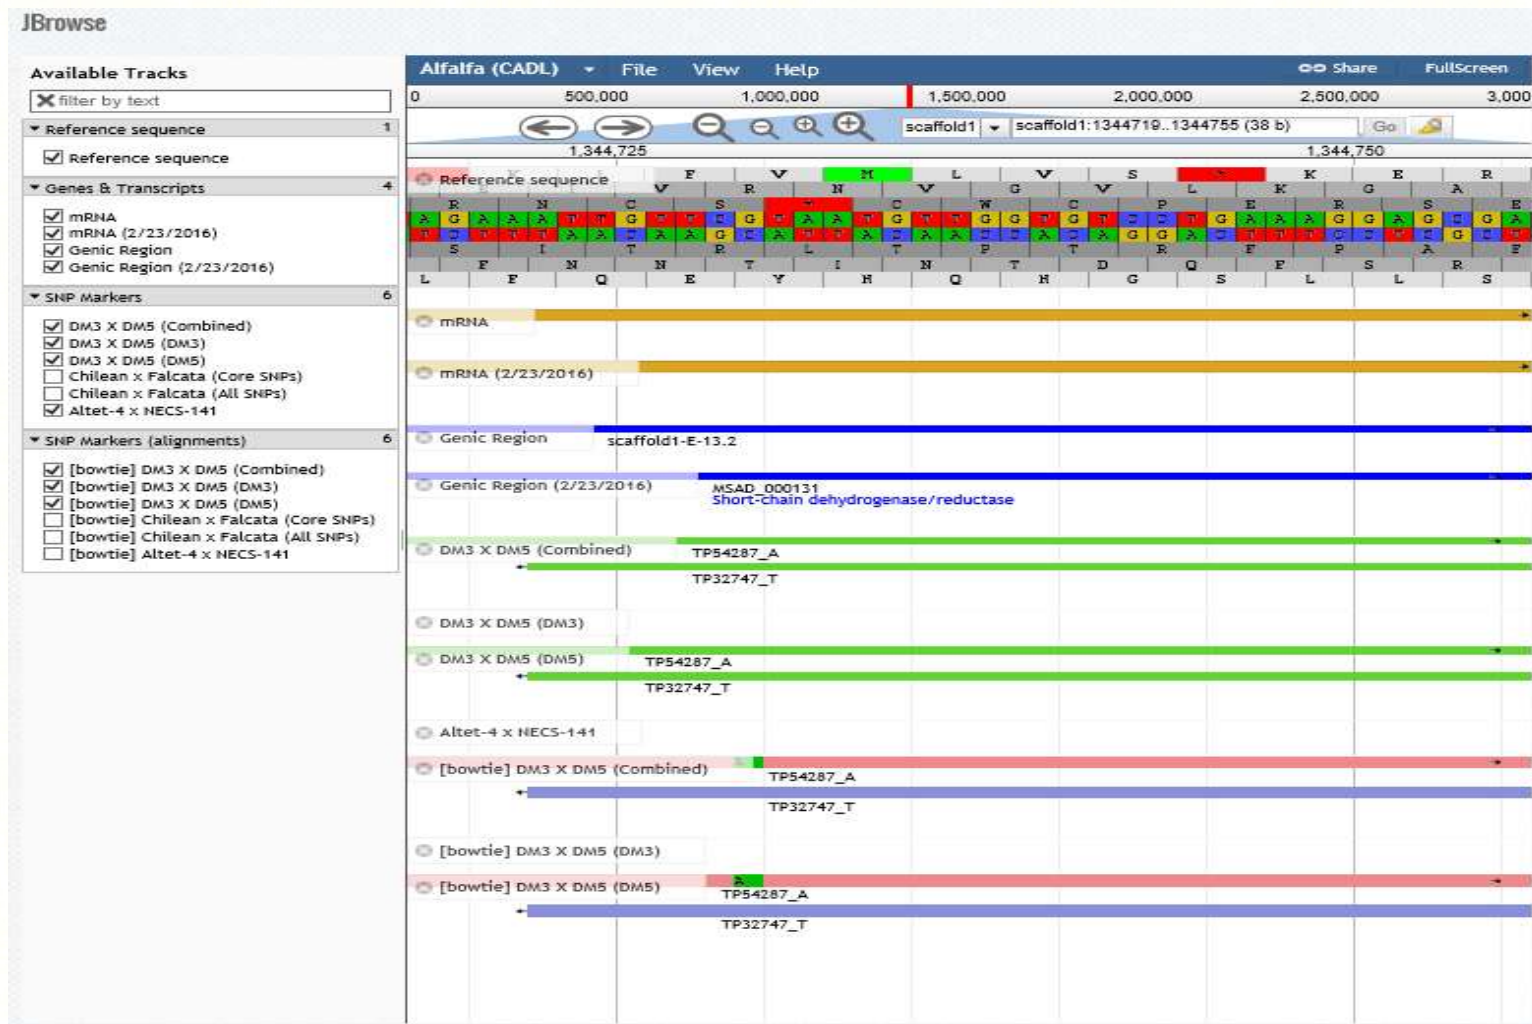 JBrowse
Available Tracks
filter by text
Reference sequence 1
Reference sequence
Genes & Transcripts 4
mRNA
mRNA (2/23/2016)
Genic Region
Genic Region (2/23/2016)
SNP Markers 6
DM3 X DM5 (Combined)
DM3 X DM5 (DM3)
DM3 X DM5 (DM5)
Chilean x Falcata (Core SNPs)
Chilean x Falcata (All SNPs)
Altet-4 x NECS-141
SNP Markers (alignments) 6
[bowtie] DM3 X DM5 (Combined)
[bowtie] DM3 X DM5 (DM3)
[bowtie] DM3 X DM5 (DM5)
[bowtie] Chilean x Falcata (Core SNPs)
[bowtie] Chilean x Falcata (All SNPs)
[bowtie] Altet-4 x NECS-141
Alfalfa (CADL) File View Help Share FullScreen
0 500,000 1,000,000 1,500,000 2,000,000 2,500,000 3,000
scaffold1 scaffold1:1344719..1344755 (38 b) Go
1,344,725 1,344,750
Reference sequence F V M L V S K E R
V R N V G V L K G A
R N C S C W C P E R S E
A G A A A T T G T T C G T A A T G T T G G T G T C C T G A A A G G A G C G A
T C T T T A A C A A G C A T T A C A A C C A C A G G A C T T T C C T C G C T
S I T R L T P T R F P A F
F N N T I N T D Q F S R
L F Q E Y H Q H G S L L S
mRNA
mRNA (2/23/2016)
Genic Region scaffold1-E-13.2
Genic Region (2/23/2016) MSAD_000131
Short-chain dehydrogenase/reductase
DM3 X DM5 (Combined) TP54287_A
TP32747_T
DM3 X DM5 (DM3)
DM3 X DM5 (DM5) TP54287_A
TP32747_T
Altet-4 x NECS-141
[bowtie] DM3 X DM5 (Combined) TP54287_A
TP32747_T
[bowtie] DM3 X DM5 (DM3)
[bowtie] DM3 X DM5 (DM5) TP54287_A
TP32747_T